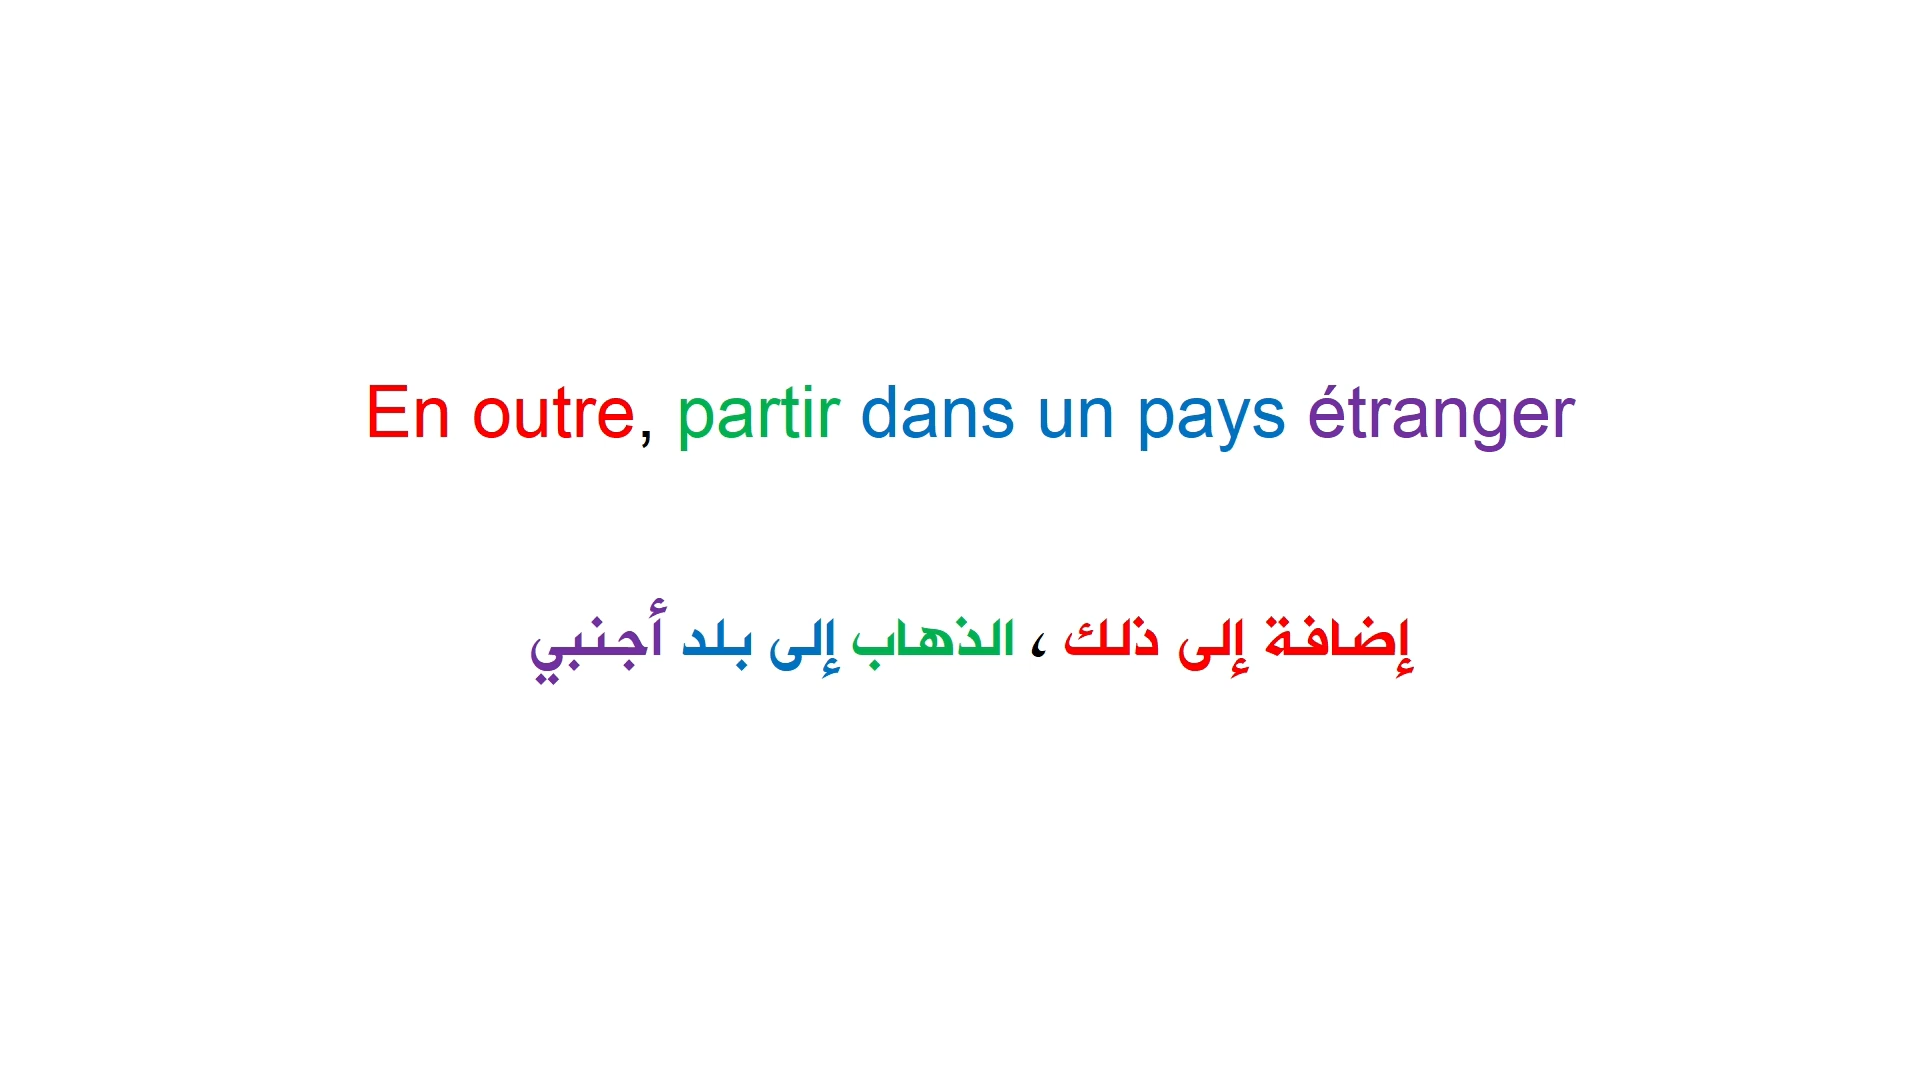 En outre, partir dans un pays étranger
إضافة إلى ذلك ، الذهاب إلى بلد أجنبي